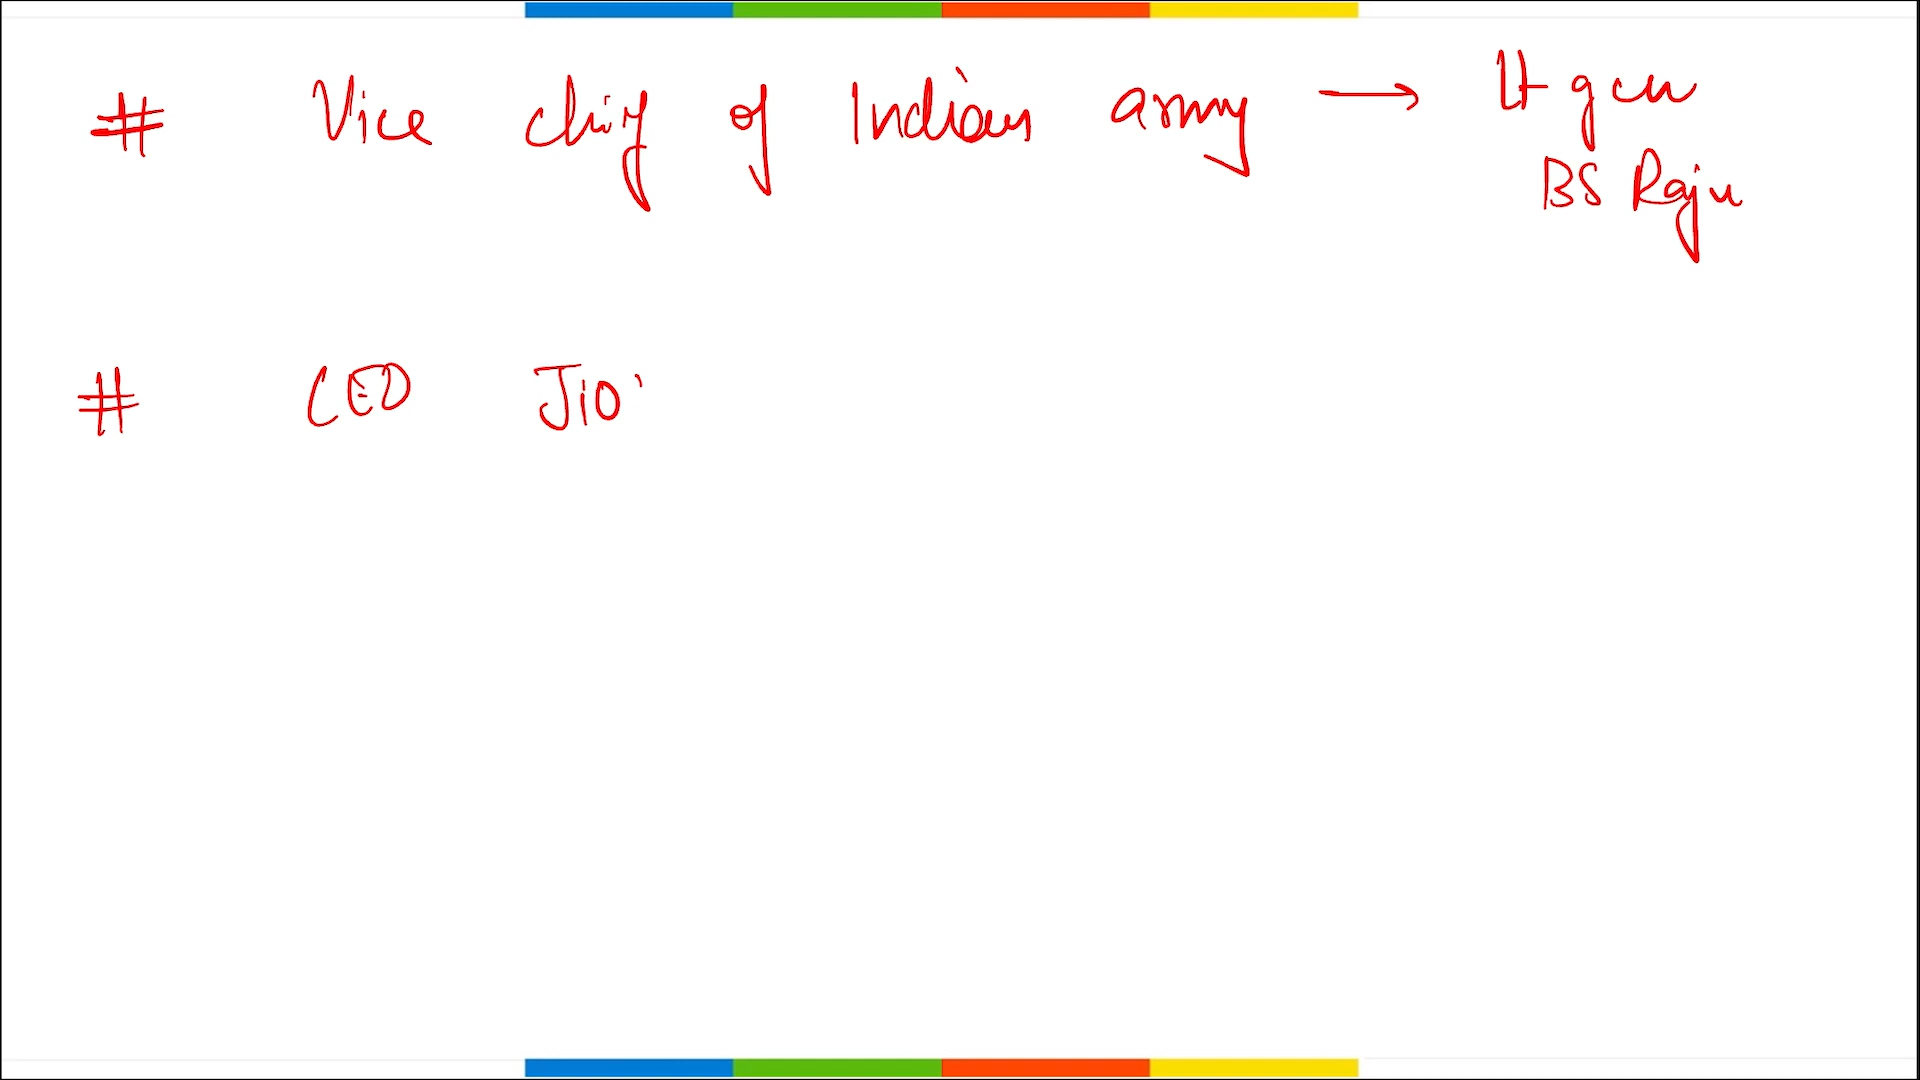 # Vice chief of Indian army → Lt gen
BS Raju
# CEO Jio